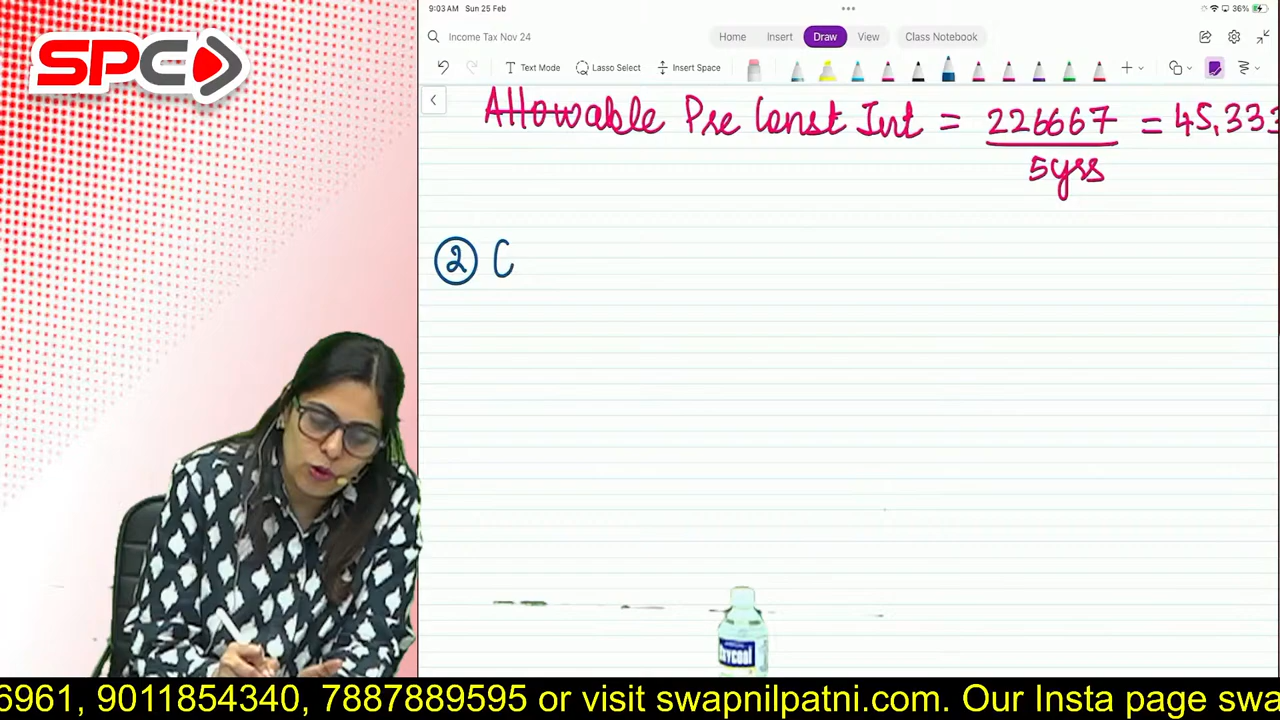 9:03 AM Sun 25 Feb
36%
SPC
Income Tax Nov 24
Home Insert Draw View Class Notebook
Text Mode Lasso Select Insert Space
Allowable Pre Const Int = 226667 = 45,333
5yrs
② C
Oxycool
6961, 9011854340, 7887889595 or visit swapnilpatni.com. Our Insta page swa